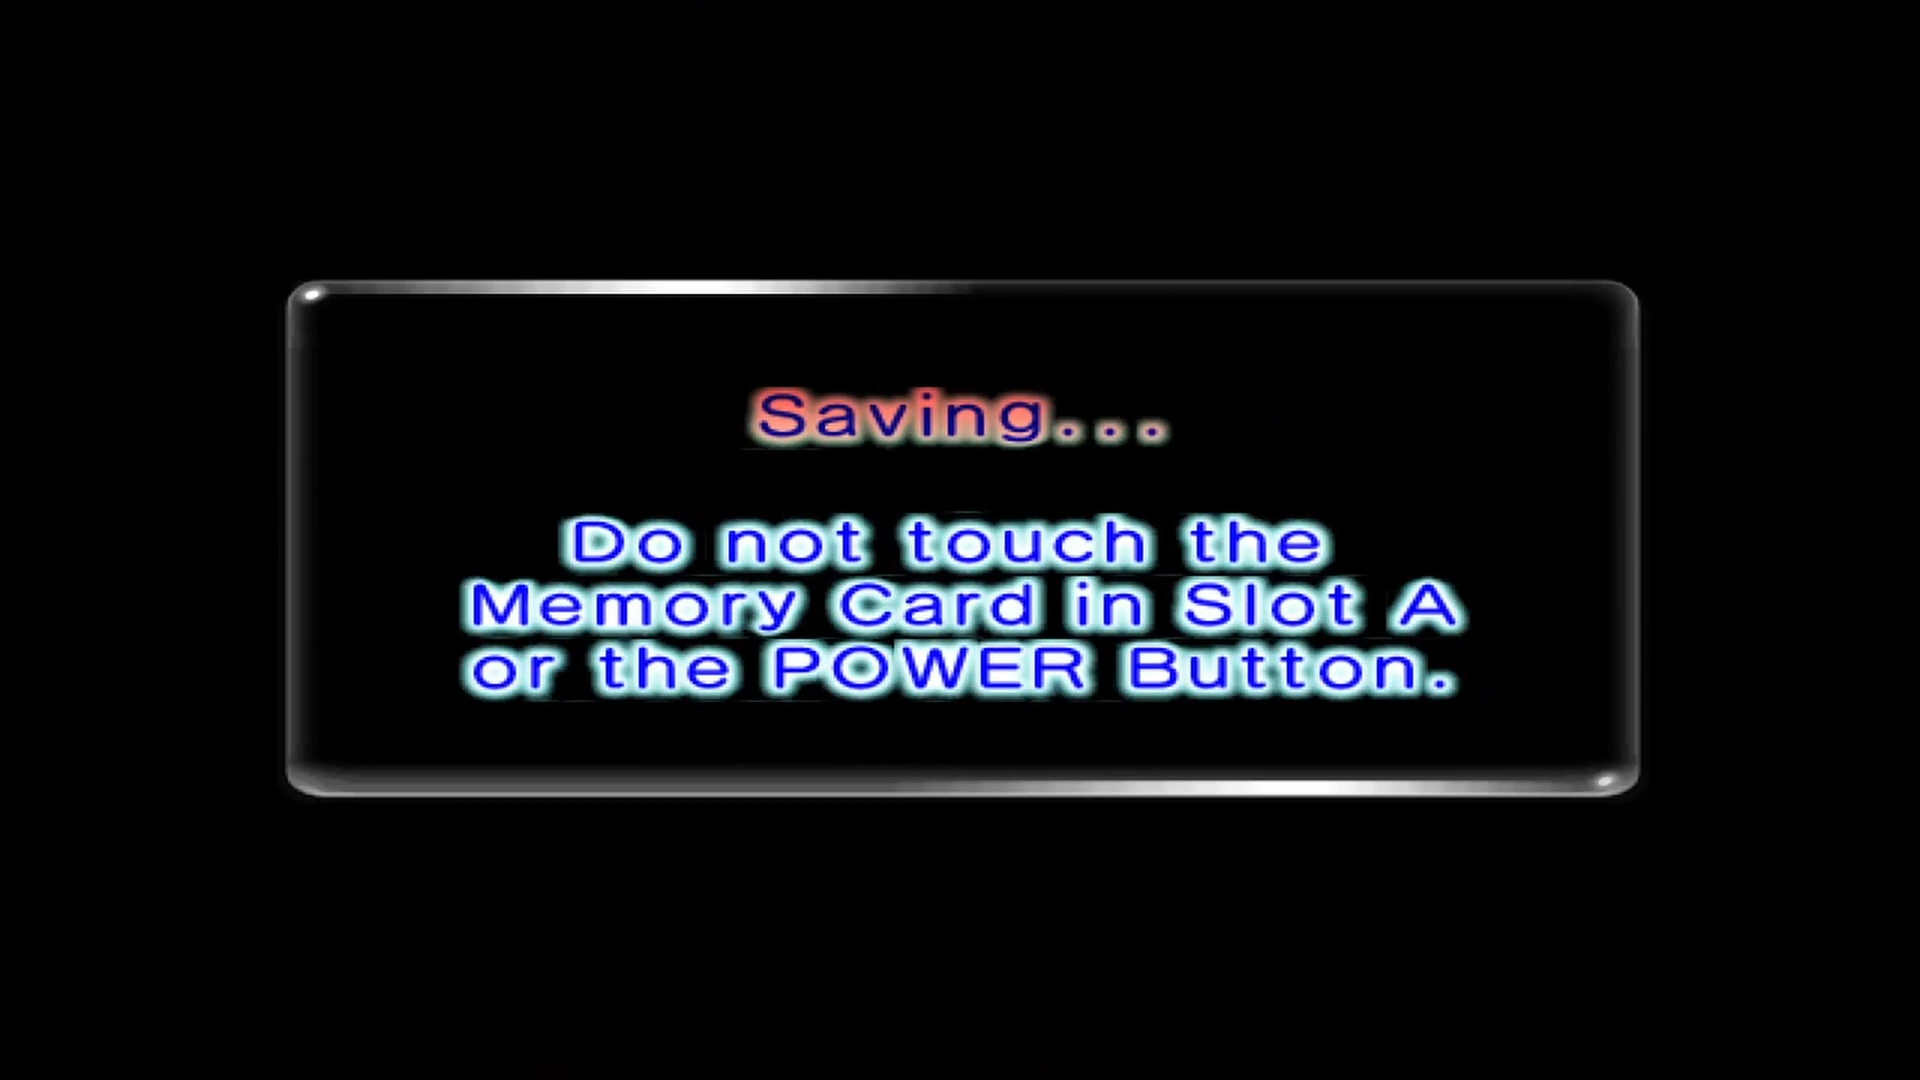 Saving...
Do not touch the
Memory Card in Slot A
or the POWER Button.